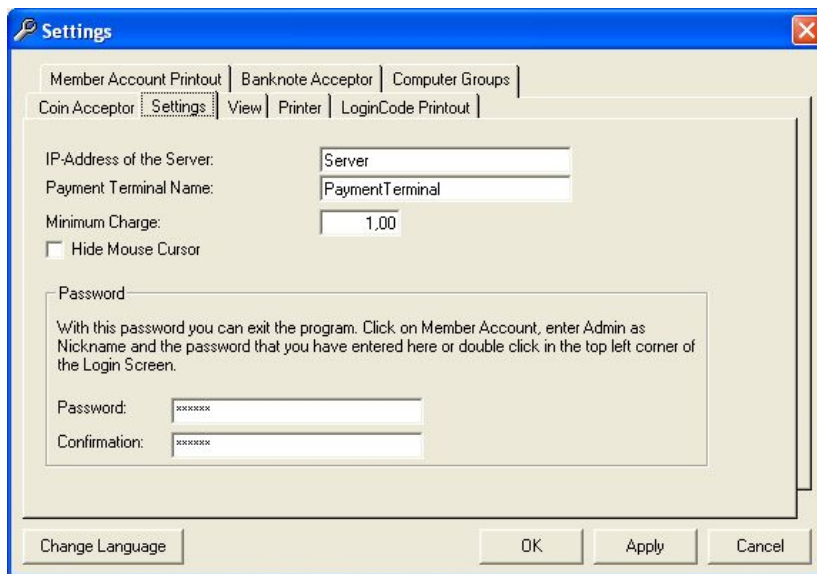 Settings
Member Account Printout Banknote Acceptor Computer Groups
Coin Acceptor Settings View Printer LoginCode Printout
IP-Address of the Server: Server
Payment Terminal Name: PaymentTerminal
Minimum Charge: 1,00
Hide Mouse Cursor
Password
With this password you can exit the program. Click on Member Account, enter Admin as
Nickname and the password that you have entered here or double click in the top left corner of
the Login Screen.
Password: ******
Confirmation: ******
Change Language OK Apply Cancel